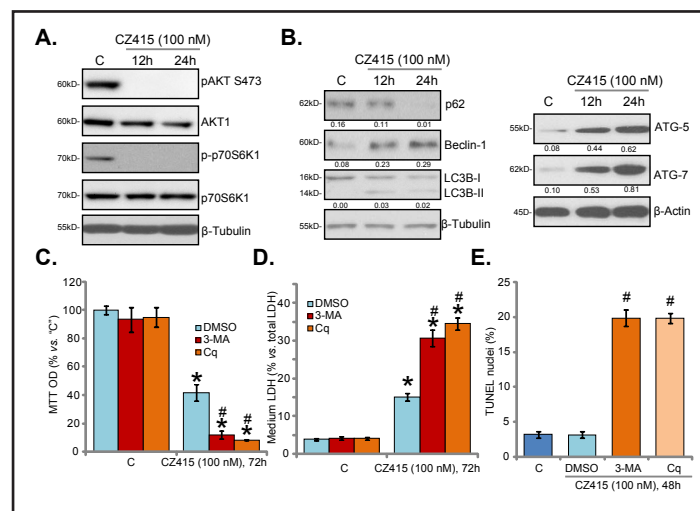 A.
CZ415 (100 nM)
C 12h 24h
60kD- pAKT S473
60kD- AKT1
70kD- p-p70S6K1
70kD- p70S6K1
55kD- β-Tubulin
B.
CZ415 (100 nM)
C 12h 24h
62kD- p62
0.16 0.11 0.01
60kD- Beclin-1
0.08 0.23 0.29
16kD- LC3B-I
14kD- LC3B-II
0.00 0.03 0.02
55kD- β-Tubulin
CZ415 (100 nM)
C 12h 24h
55kD- ATG-5
0.08 0.44 0.62
62kD- ATG-7
0.10 0.53 0.81
45D- β-Actin
C.
MTT OD (% vs. "C")
120
100
80
60
40
20
0
DMSO
3-MA
Cq
*
#
*
#
*
C CZ415 (100 nM), 72h
D.
Medium LDH (% vs. total LDH)
40%
30%
20%
10%
0%
DMSO
3-MA
Cq
*
#
*
#
*
C CZ415 (100 nM), 72h
E.
TUNEL nuclei (%)
25
20
15
10
5
0
# #
C DMSO 3-MA Cq
CZ415 (100 nM), 48h